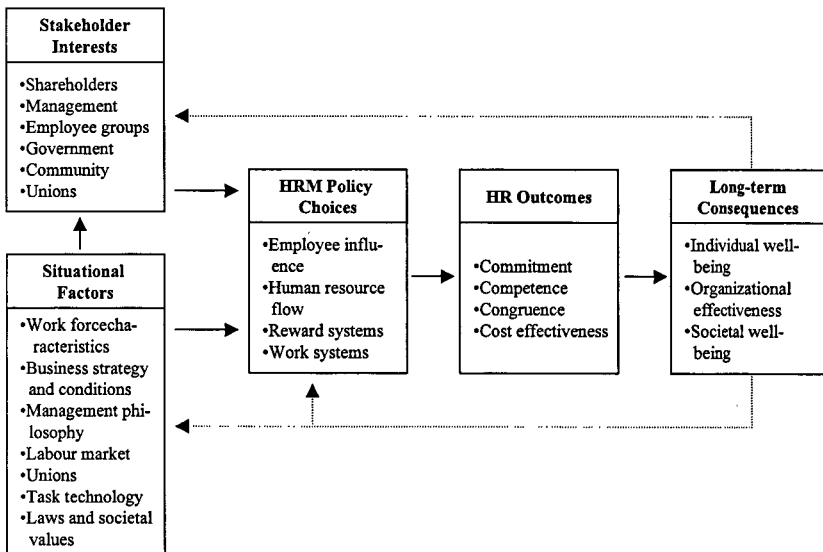 Stakeholder
Interests
•Shareholders
•Management
•Employee groups
•Government
•Community
•Unions
Situational
Factors
•Work forcecha-
racteristics
•Business strategy
and conditions
•Management phi-
losophy
•Labour market
•Unions
•Task technology
•Laws and societal
values
HRM Policy
Choices
•Employee influ-
ence
•Human resource
flow
•Reward systems
•Work systems
HR Outcomes
•Commitment
•Competence
•Congruence
•Cost effectiveness
Long-term
Consequences
•Individual well-
being
•Organizational
effectiveness
•Societal well-
being